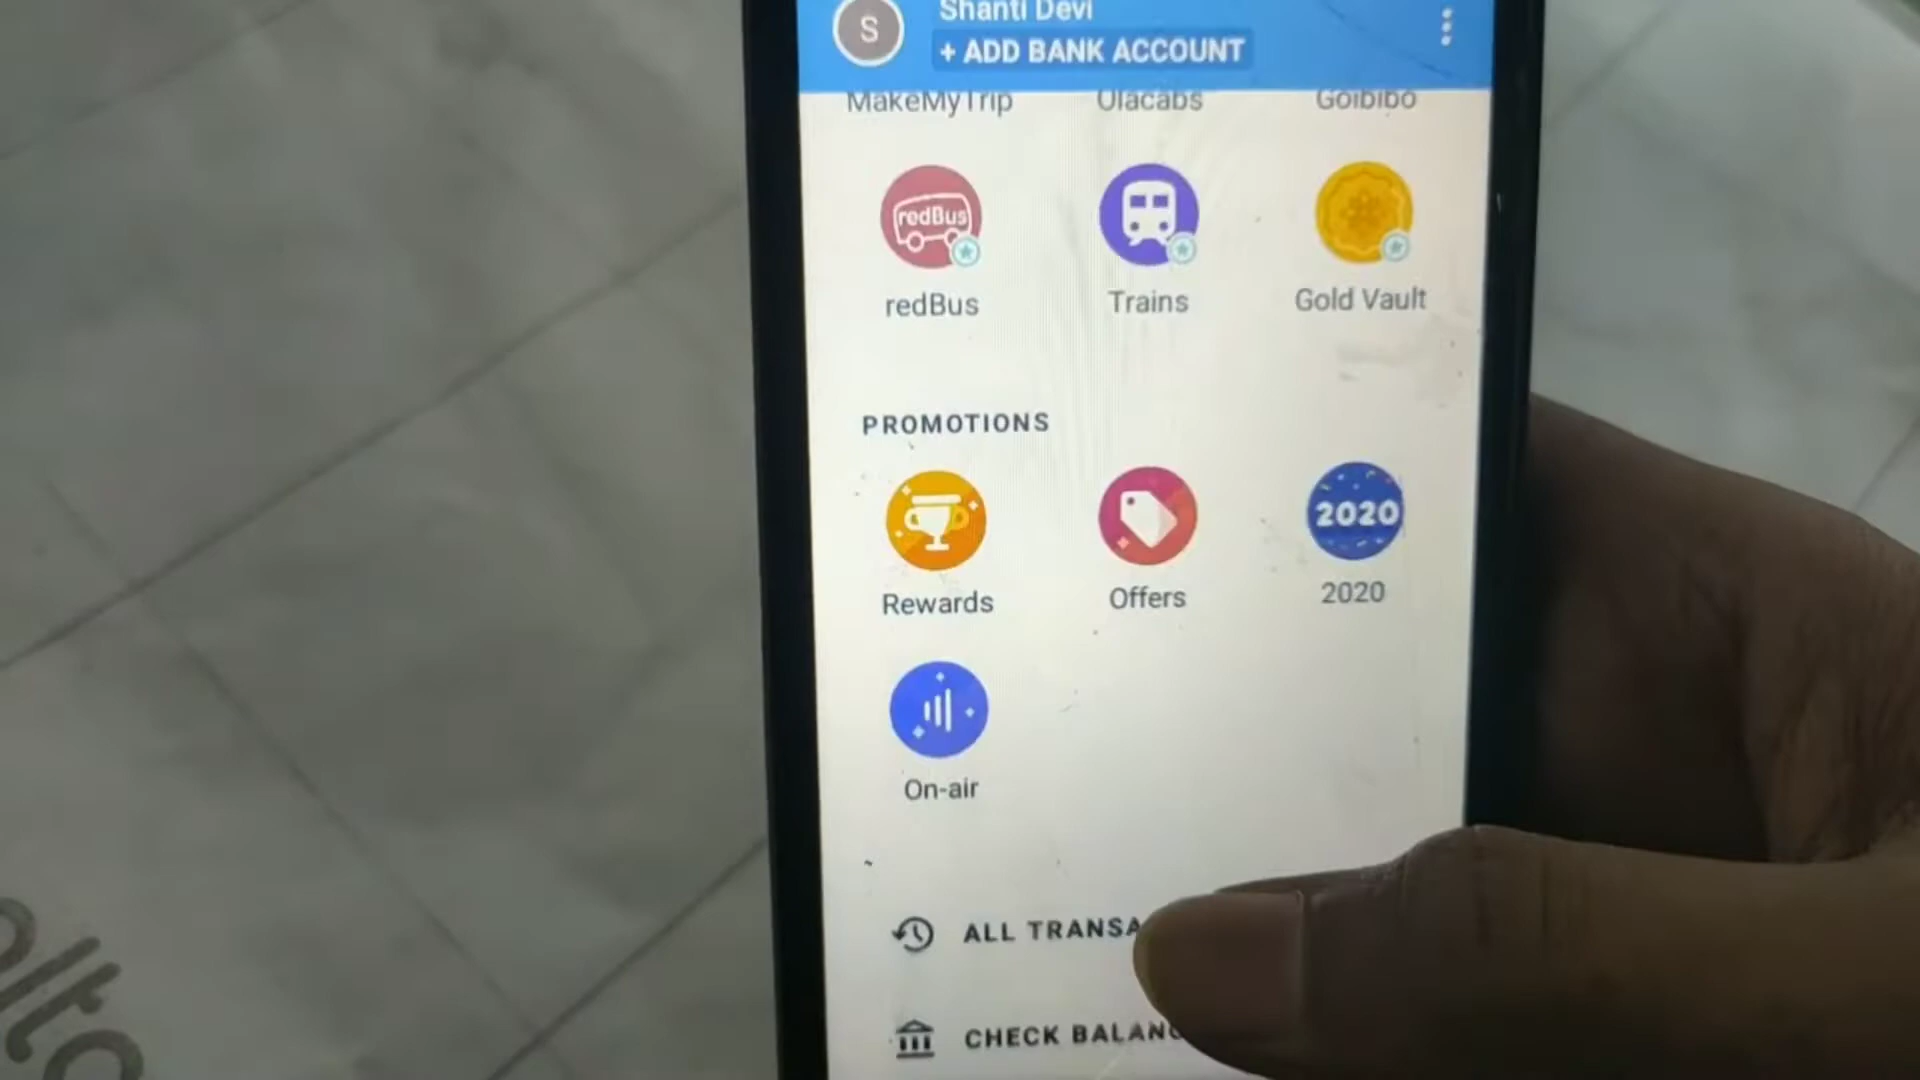 Shanti Devi
S
+ ADD BANK ACCOUNT
MakeMyTrip Olacabs Goibibo
redBus
redBus Trains Gold Vault
PROMOTIONS
2020
Rewards Offers 2020
On-air
ALL TRANSA
CHECK BALANC